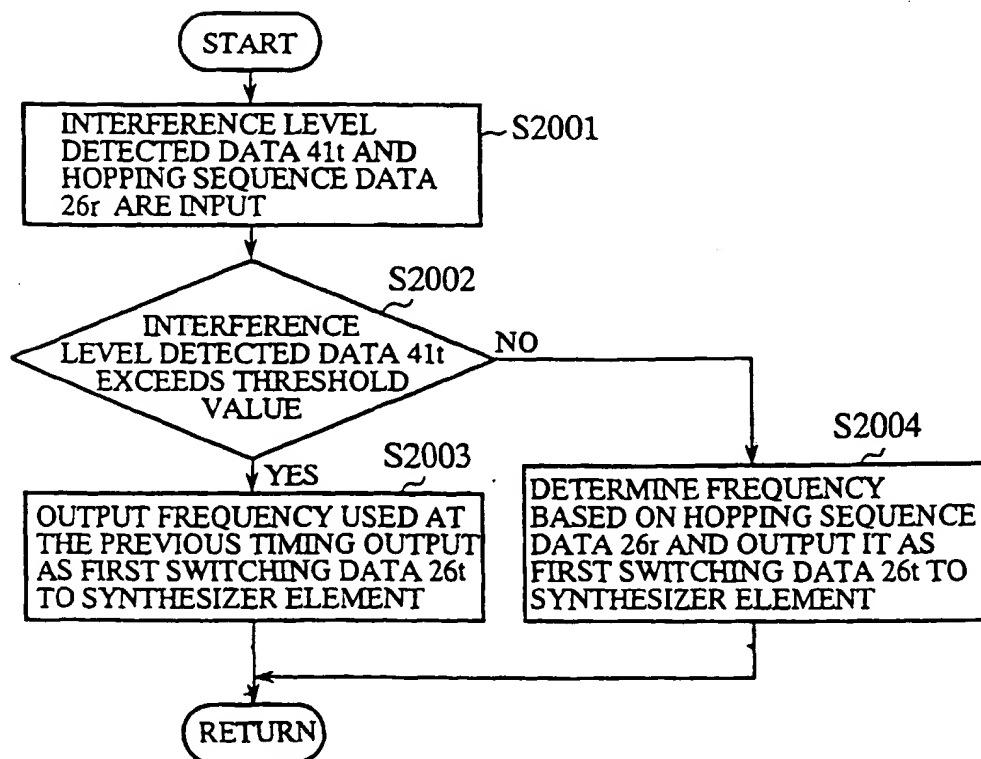 START
INTERFERENCE LEVEL
DETECTED DATA 41t AND
HOPPING SEQUENCE DATA
26r ARE INPUT
S2001
S2002
INTERFERENCE
LEVEL DETECTED DATA 41t
EXCEEDS THRESHOLD
VALUE
NO
YES
S2003
OUTPUT FREQUENCY USED AT
THE PREVIOUS TIMING OUTPUT
AS FIRST SWITCHING DATA 26t
TO SYNTHESIZER ELEMENT
S2004
DETERMINE FREQUENCY
BASED ON HOPPING SEQUENCE
DATA 26r AND OUTPUT IT AS
FIRST SWITCHING DATA 26t TO
SYNTHESIZER ELEMENT
RETURN